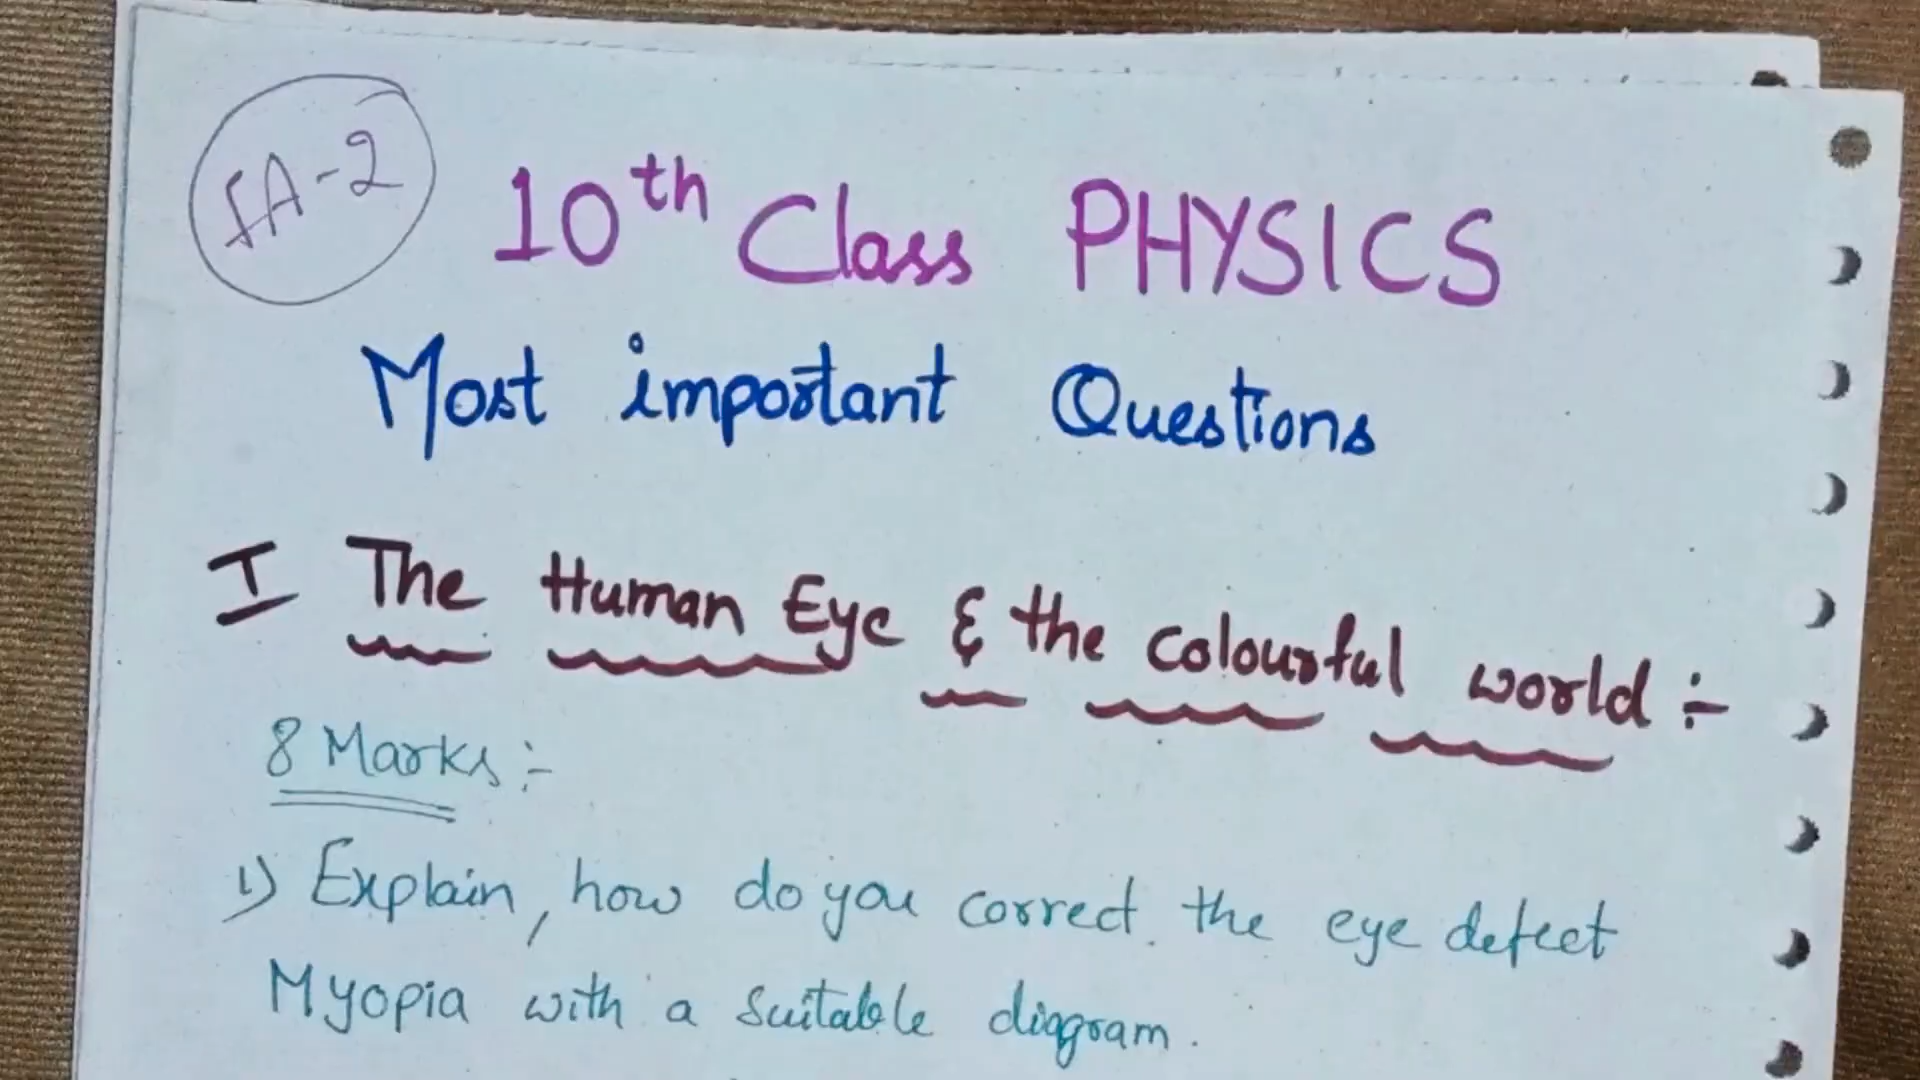 SA-2
10th Class PHYSICS
Most important Questions
I The Human Eye & the colourful world :-
8 Marks :-
1) Explain, how do you correct the eye defect
Myopia with a suitable diagram.